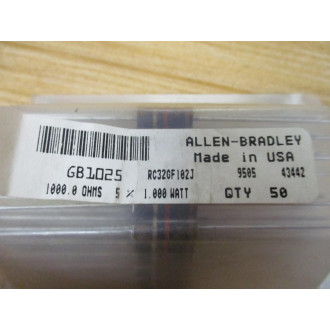 ALLEN-BRADLEY
Made in USA
GB1025 RC32GF102J 9505 43442
1000.0 OHMS 5 % 1.000 WATT QTY 50